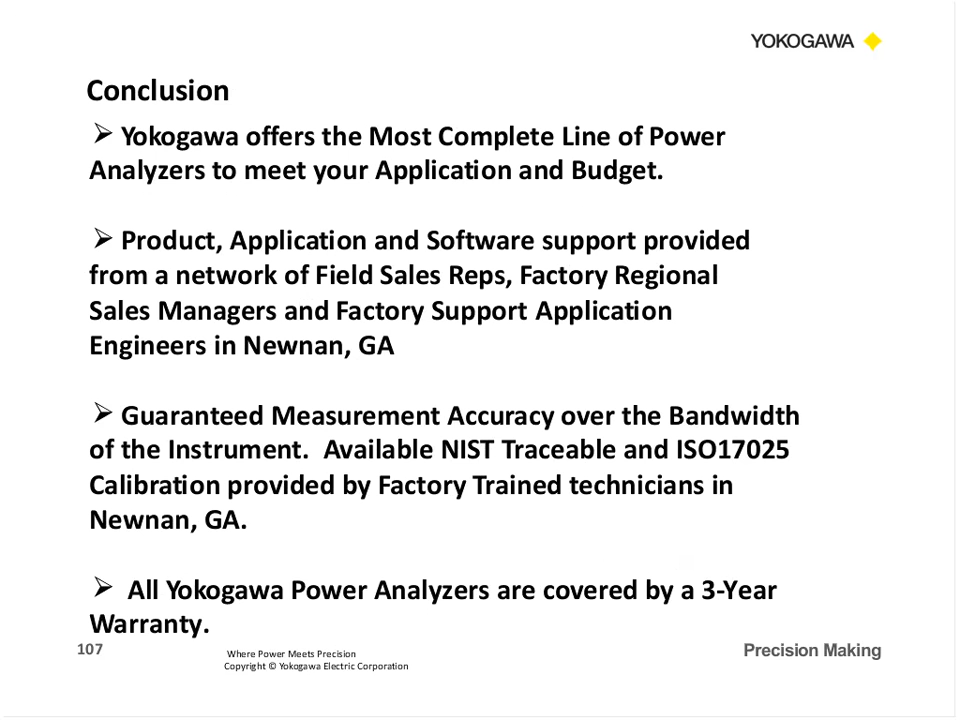 YOKOGAWA
Conclusion
➢ Yokogawa offers the Most Complete Line of Power
Analyzers to meet your Application and Budget.
➢ Product, Application and Software support provided
from a network of Field Sales Reps, Factory Regional
Sales Managers and Factory Support Application
Engineers in Newnan, GA
➢ Guaranteed Measurement Accuracy over the Bandwidth
of the Instrument.  Available NIST Traceable and ISO17025
Calibration provided by Factory Trained technicians in
Newnan, GA.
➢ All Yokogawa Power Analyzers are covered by a 3-Year
Warranty.
107
Where Power Meets Precision
Copyright © Yokogawa Electric Corporation
Precision Making